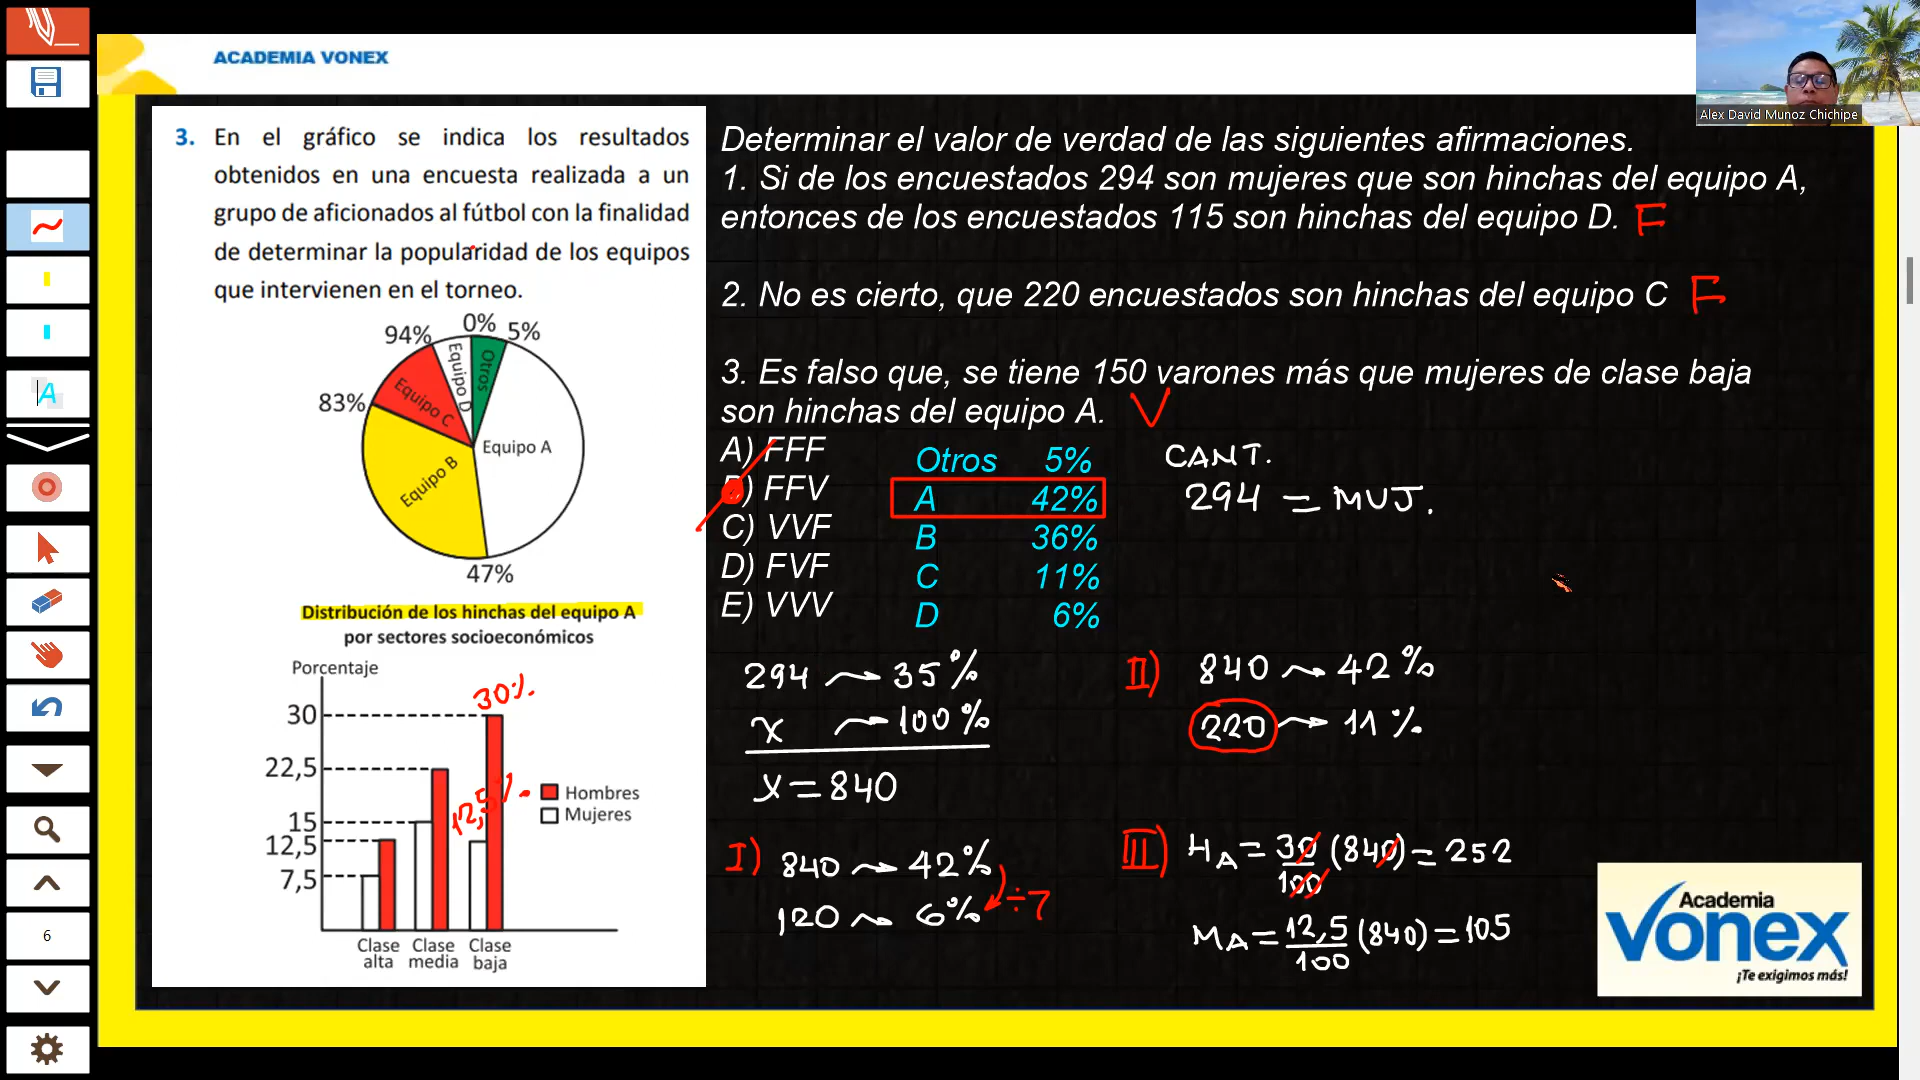 ACADEMIA VONEX
Alex David Munoz Chichipe
3. En el gráfico se indica los resultados
obtenidos en una encuesta realizada a un
grupo de aficionados al fútbol con la finalidad
de determinar la popularidad de los equipos
que intervienen en el torneo.
0%
5%
94%
83%
47%
Otros
Equipo D
Equipo C
Equipo A
Equipo B
Distribución de los hinchas del equipo A
por sectores socioeconómicos
Porcentaje
30%
30
22,5
15
12,5
7,5
12,5%
Hombres
Mujeres
Clase alta
Clase media
Clase baja
Determinar el valor de verdad de las siguientes afirmaciones.
1. Si de los encuestados 294 son mujeres que son hinchas del equipo A,
entonces de los encuestados 115 son hinchas del equipo D. F
2. No es cierto, que 220 encuestados son hinchas del equipo C F
3. Es falso que, se tiene 150 varones más que mujeres de clase baja
son hinchas del equipo A. V
A) FFF
B) FFV
C) VVF
D) FVF
E) VVV
Otros 5%
A 42%
B 36%
C 11%
D 6%
CANT.
294 = MUJ.
294 → 35%
x → 100%
x = 840
I) 840 → 42%
120 → 6% ÷7
II) 840 → 42%
220 → 11%
III) HA = 30/100 (840) = 252
MA = 12,5/100 (840) = 105
Academia
vonex
¡Te exigimos más!
A
6